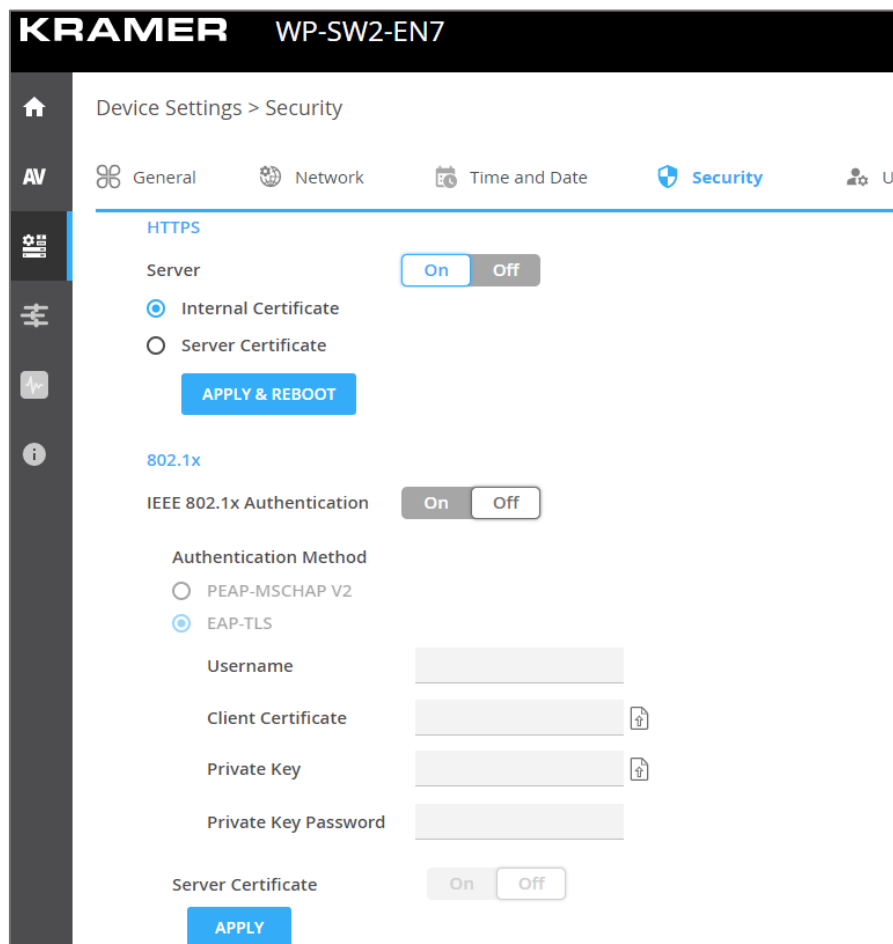 KRAMER WP-SW2-EN7
Device Settings > Security
AV
General Network Time and Date Security U
HTTPS
Server On Off
Internal Certificate
Server Certificate
APPLY & REBOOT
802.1x
IEEE 802.1x Authentication On Off
Authentication Method
PEAP-MSCHAP V2
EAP-TLS
Username
Client Certificate
Private Key
Private Key Password
Server Certificate On Off
APPLY